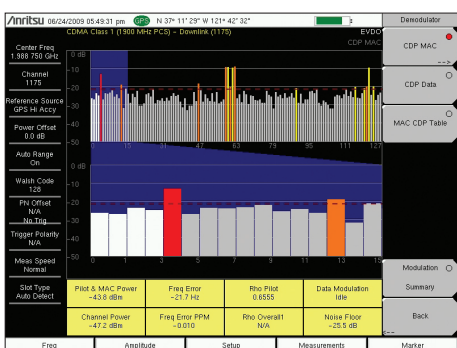 Anritsu 06/24/2009 05:49:31 pm GPS N 37° 11' 29" W 121° 42' 32"
CDMA Class 1 (1900 MHz PCS) - Downlink (1175) EVDO
CDP MAC
Center Freq
1.988 750 GHz
Channel
1175
Reference Source
GPS Hi Accy
Power Offset
0.0 dB
Auto Range
On
Walsh Code
128
PN Offset
N/A
No Trig
Trigger Polarity
N/A
Meas Speed
Normal
Slot Type
Auto Detect
0 dB
-10
-20
-30
-40
-50
0 15 31 47 63 79 95 111 127
0 dB
-10
-20
-30
-40
-50
0 1 3 5 7 9 11 13 15
Pilot & MAC Power
-43.8 dBm
Freq Error
-21.7 Hz
Rho Pilot
0.6555
Data Modulation
Idle
Channel Power
-47.2 dBm
Freq Error PPM
-0.010
Rho Overall1
N/A
Noise Floor
-25.5 dB
Demodulator
CDP MAC
-->
CDP Data
MAC CDP Table
Modulation
Summary
Back
<--
Freq Amplitude Setup Measurements Marker